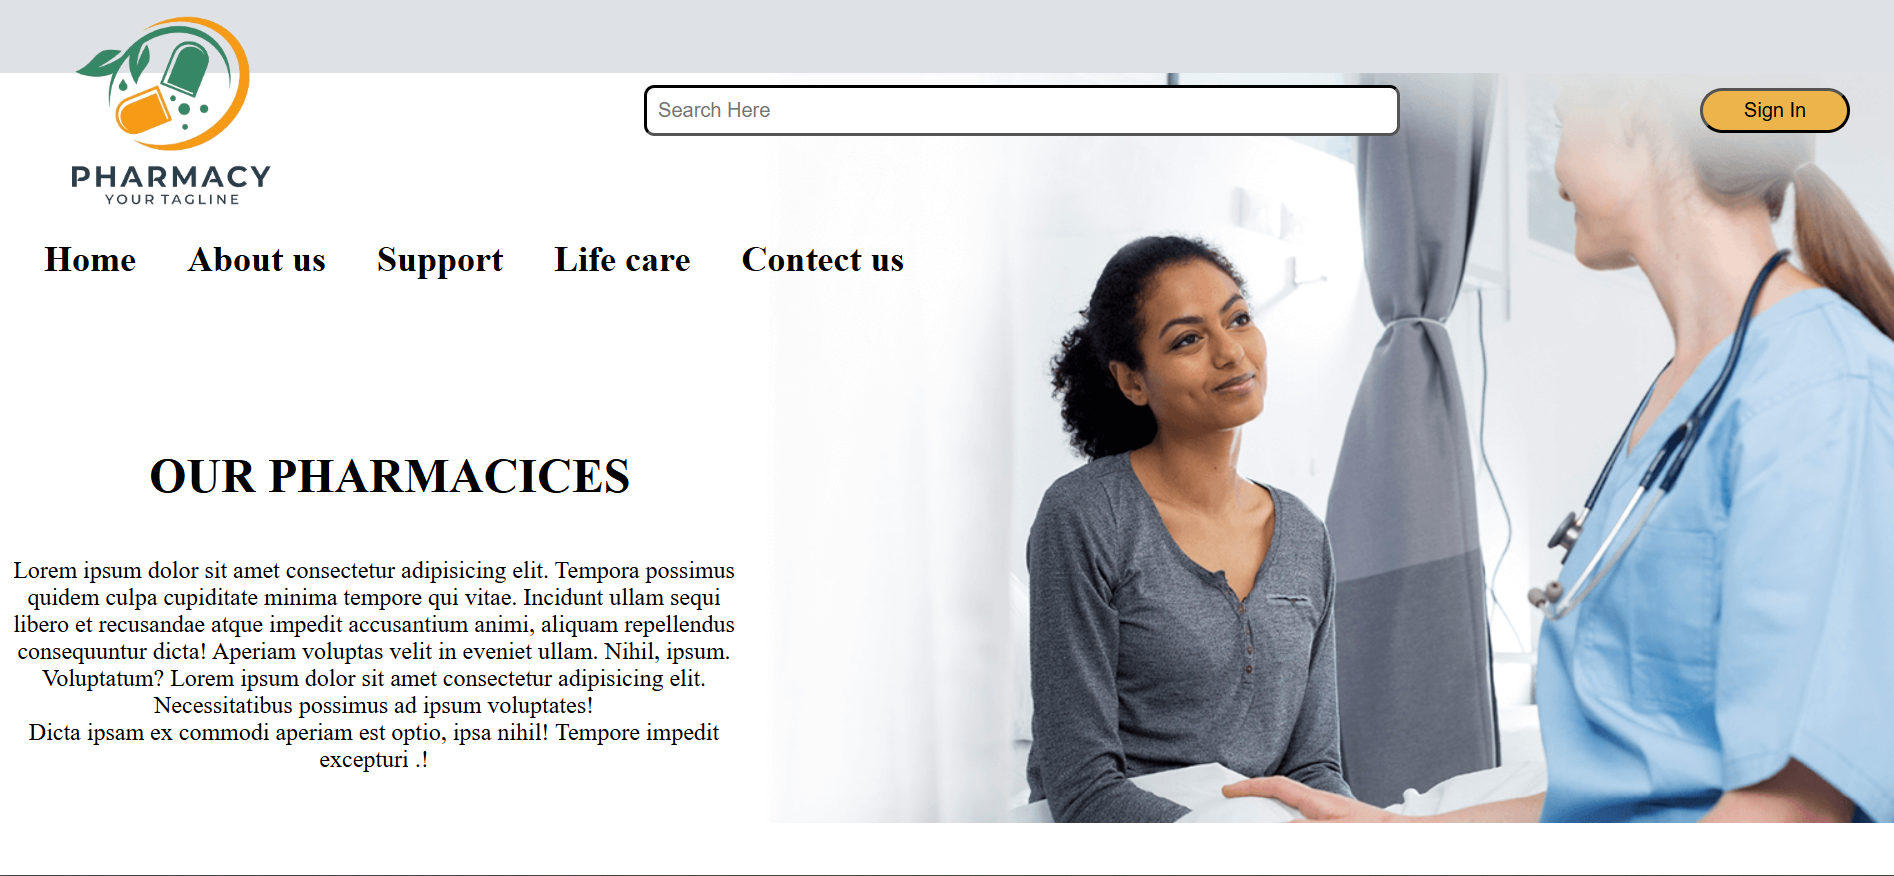 PHARMACY
YOUR TAGLINE
Search Here
Sign In
Home About us Support Life care Contect us
OUR PHARMACICES
Lorem ipsum dolor sit amet consectetur adipisicing elit. Tempora possimus
quidem culpa cupiditate minima tempore qui vitae. Incidunt ullam sequi
libero et recusandae atque impedit accusantium animi, aliquam repellendus
consequuntur dicta! Aperiam voluptas velit in eveniet ullam. Nihil, ipsum.
Voluptatum? Lorem ipsum dolor sit amet consectetur adipisicing elit.
Necessitatibus possimus ad ipsum voluptates!
Dicta ipsam ex commodi aperiam est optio, ipsa nihil! Tempore impedit
excepturi .!